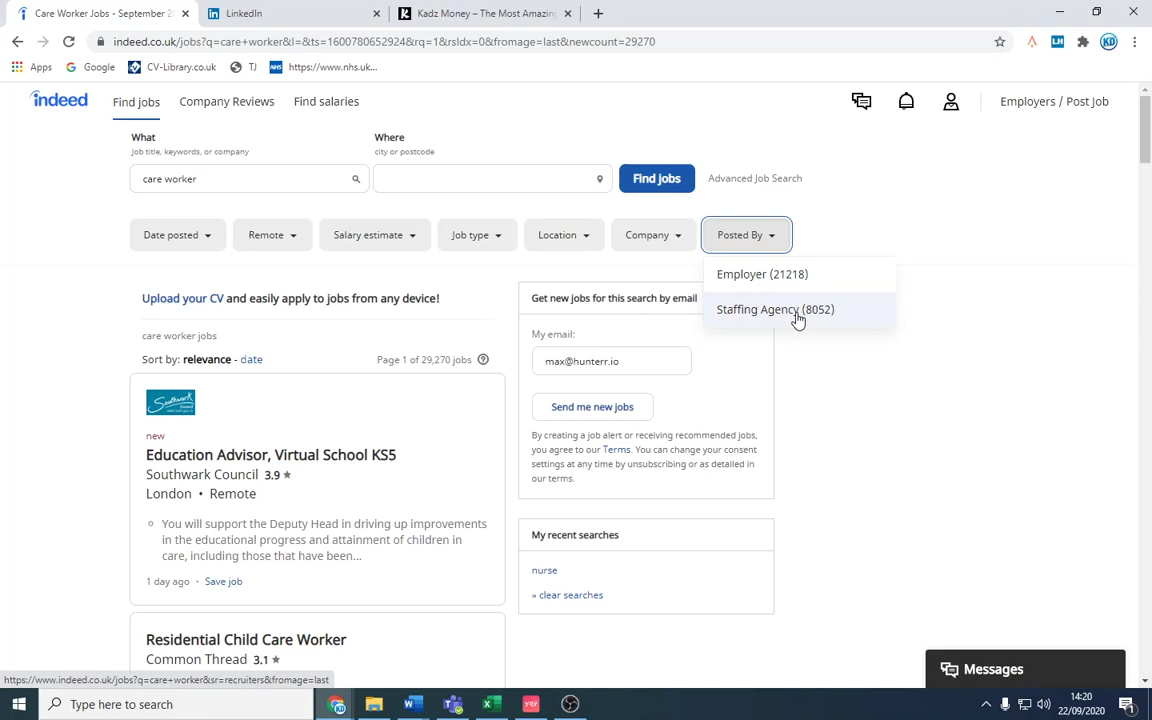 Care Worker Jobs - September 2
LinkedIn
Kadz Money – The Most Amazing
indeed.co.uk/jobs?q=care+worker&l=&ts=1600780652924&rq=1&rsIdx=0&fromage=last&newcount=29270
KD
Apps
Google
CV-Library.co.uk
TJ
NHS
https://www.nhs.uk...
LH
indeed
Find jobs
Company Reviews
Find salaries
Employers / Post Job
What
Job title, keywords, or company
Where
city or postcode
care worker
Find jobs
Advanced Job Search
Date posted
Remote
Salary estimate
Job type
Location
Company
Posted By
Employer (21218)
Staffing Agency (8052)
Upload your CV and easily apply to jobs from any device!
care worker jobs
Sort by: relevance - date
Page 1 of 29,270 jobs
Southwark Council
new
Education Advisor, Virtual School KS5
Southwark Council 3.9
London • Remote
You will support the Deputy Head in driving up improvements
in the educational progress and attainment of children in
care, including those that have been…
1 day ago · Save job
Residential Child Care Worker
Common Thread 3.1
Get new jobs for this search by email
My email:
max@hunterr.io
Send me new jobs
By creating a job alert or receiving recommended jobs,
you agree to our Terms. You can change your consent
settings at any time by unsubscribing or as detailed in
our terms.
My recent searches
nurse
» clear searches
Messages
https://www.indeed.co.uk/jobs?q=care+worker&sr=recruiters&fromage=last
Type here to search
yay
14:20
22/09/2020
1